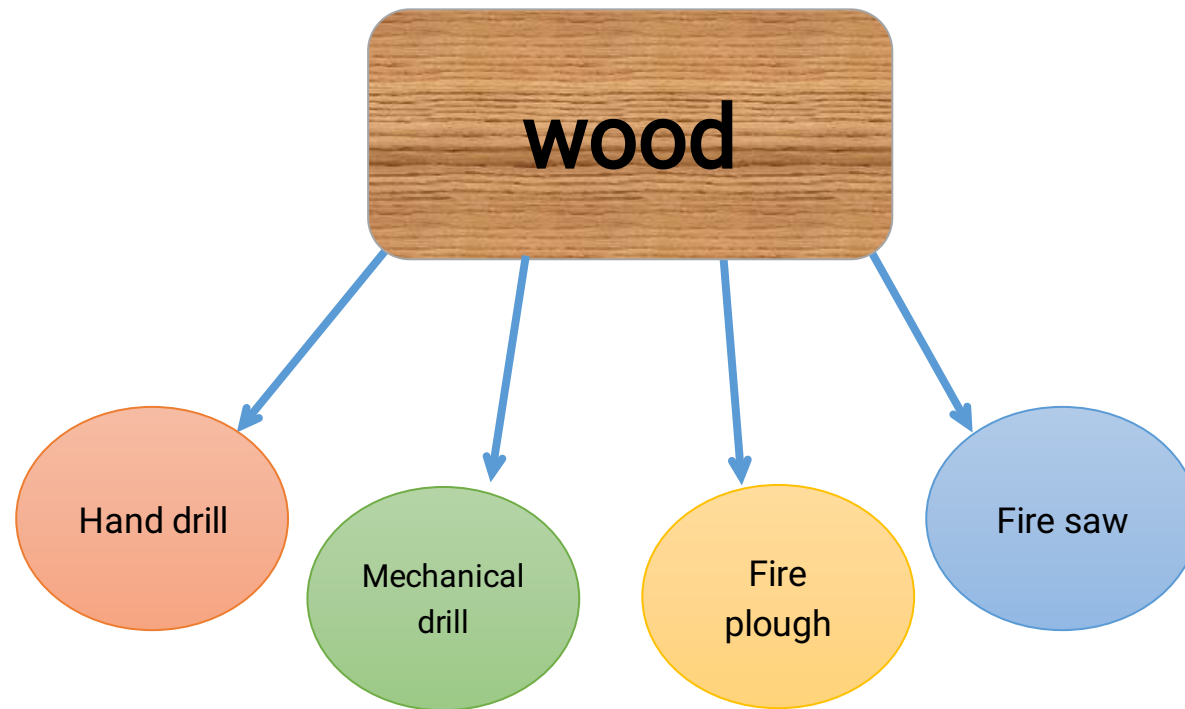 wood
Hand drill
Mechanical
drill
Fire
plough
Fire saw